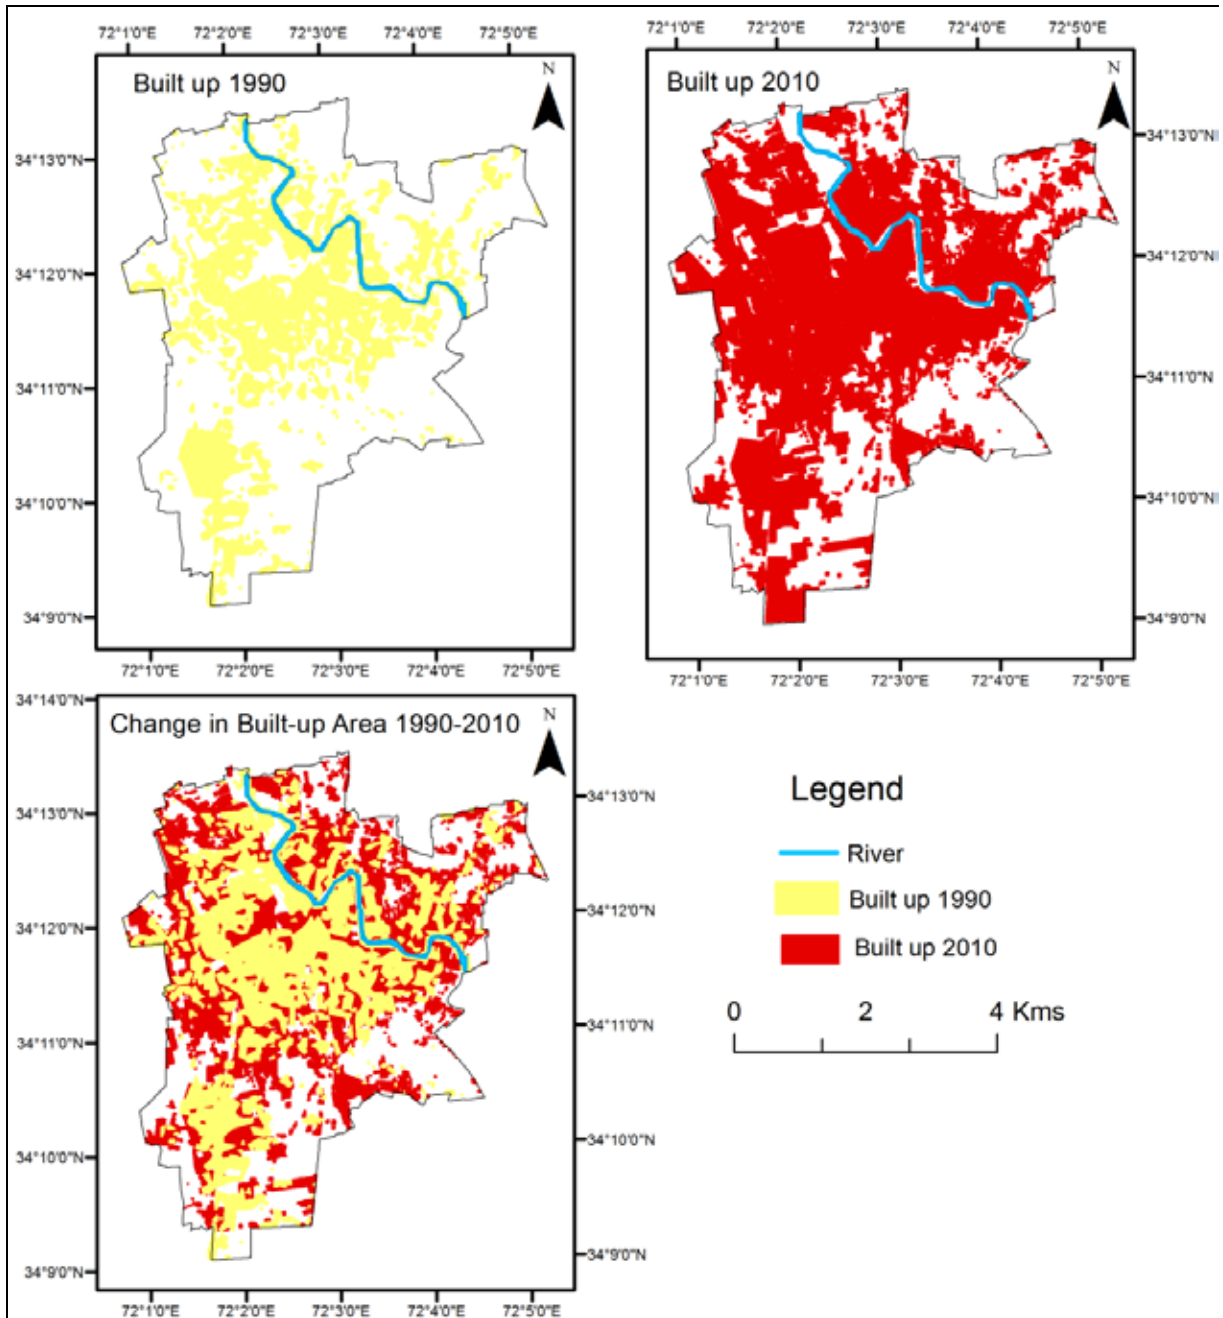 72°1'0"E 72°2'0"E 72°3'0"E 72°4'0"E 72°5'0"E
Built up 1990
N
34°13'0"N
34°12'0"N
34°11'0"N
34°10'0"N
34°9'0"N
72°1'0"E 72°2'0"E 72°3'0"E 72°4'0"E 72°5'0"E
72°1'0"E 72°2'0"E 72°3'0"E 72°4'0"E 72°5'0"E
Built up 2010
N
34°13'0"N
34°12'0"N
34°11'0"N
34°10'0"N
34°9'0"N
72°1'0"E 72°2'0"E 72°3'0"E 72°4'0"E 72°5'0"E
Change in Built-up Area 1990-2010
N
34°14'0"N
34°13'0"N
34°12'0"N
34°11'0"N
34°10'0"N
34°9'0"N
34°13'0"N
34°12'0"N
34°11'0"N
34°10'0"N
34°9'0"N
72°1'0"E 72°2'0"E 72°3'0"E 72°4'0"E 72°5'0"E
Legend
River
Built up 1990
Built up 2010
0 2 4 Kms